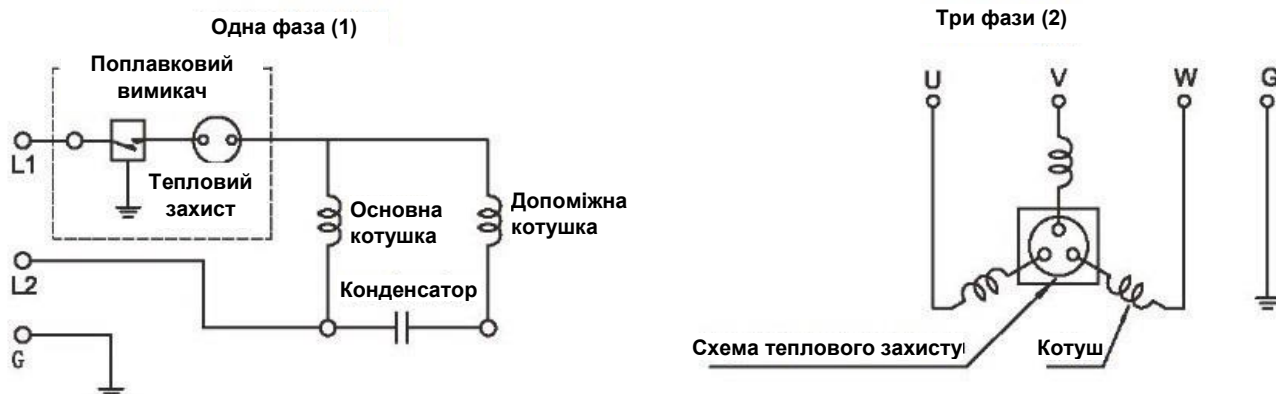 Одна фаза (1)
Поплавковий
вимикач
L1
Тепловий
захист
Основна
котушка
Допоміжна
котушка
L2
Конденсатор
G
Три фази (2)
U
V
W
G
Схема теплового захисту
Котуш